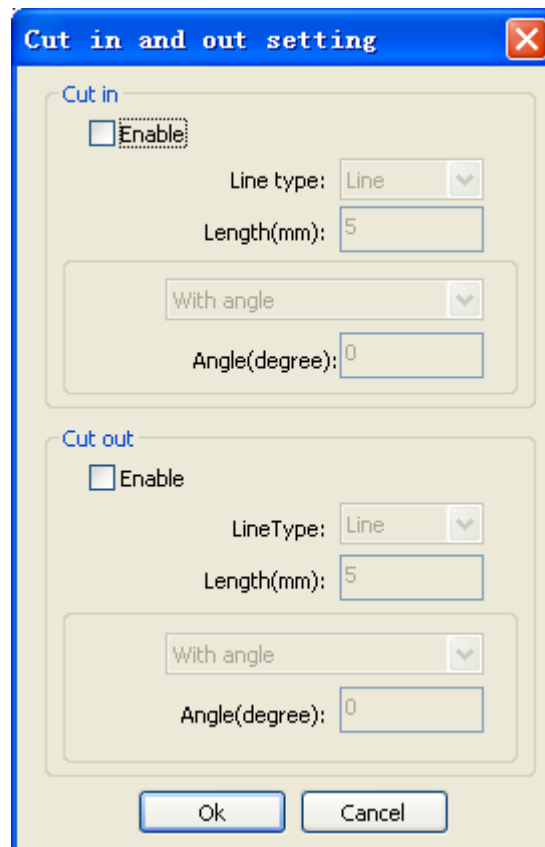 Cut in and out setting
Cut in
Enable
Line type: Line
Length(mm): 5
With angle
Angle(degree): 0
Cut out
Enable
LineType: Line
Length(mm): 5
With angle
Angle(degree): 0
Ok Cancel